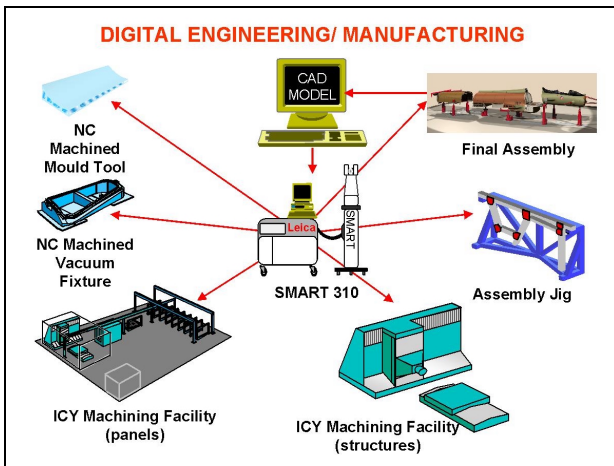 DIGITAL ENGINEERING/ MANUFACTURING
CAD
MODEL
NC
Machined
Mould Tool
Final Assembly
Leica
SMART
NC Machined
Vacuum
Fixture
SMART 310
Assembly Jig
ICY Machining Facility
(panels)
ICY Machining Facility
(structures)